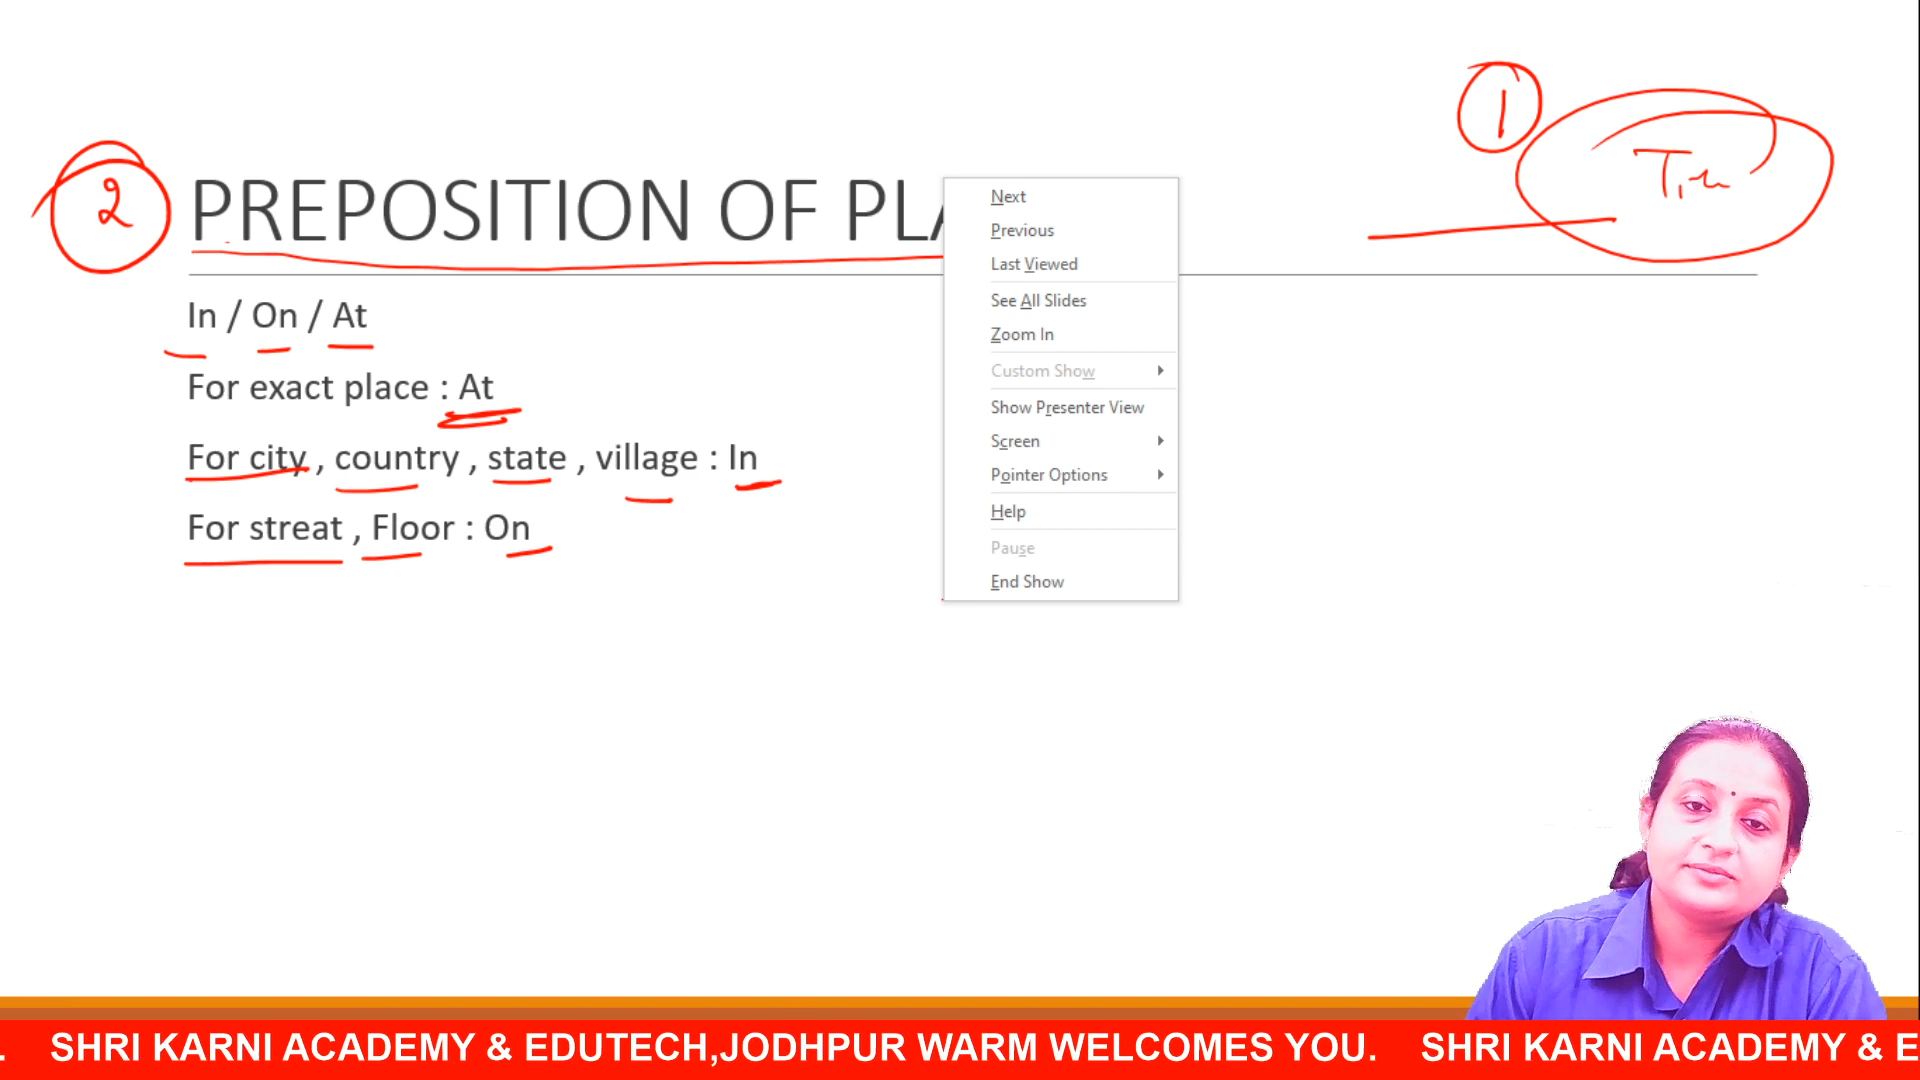 1
Time
2
PREPOSITION OF PLA
In / On / At
For exact place : At
For city , country , state , village : In
For streat , Floor : On
Next
Previous
Last Viewed
See All Slides
Zoom In
Custom Show
Show Presenter View
Screen
Pointer Options
Help
Pause
End Show
. SHRI KARNI ACADEMY & EDUTECH,JODHPUR WARM WELCOMES YOU. SHRI KARNI ACADEMY & E